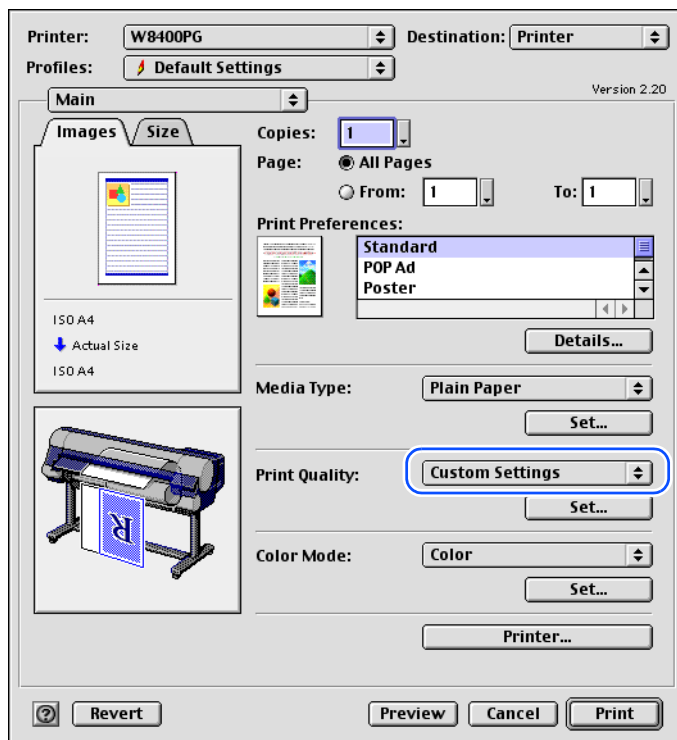 Printer: W8400PG Destination: Printer
Profiles: Default Settings
Version 2.20
Main
Images Size
Copies: 1
Page: All Pages
From: 1 To: 1
Print Preferences:
Standard
POP Ad
Poster
ISO A4
Actual Size
ISO A4
Details...
Media Type: Plain Paper
Set...
Print Quality: Custom Settings
Set...
R
Color Mode: Color
Set...
Printer...
? Revert Preview Cancel Print